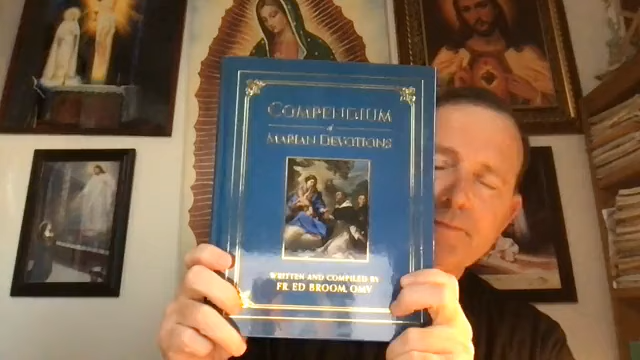 COMPENDIUM
of
MARIAN DEVOTIONS
WRITTEN AND COMPILED BY
FR. ED BROOM, OMV